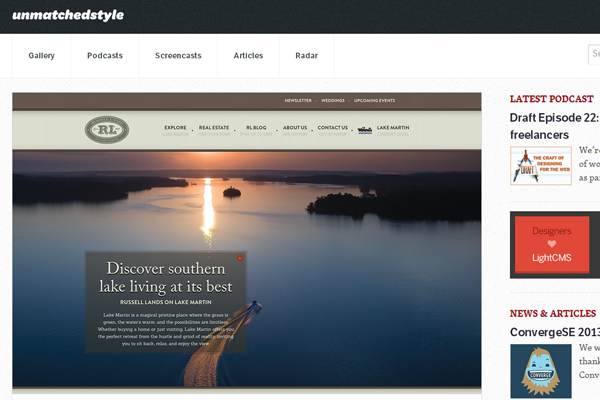 unmatchedstyle
Gallery
Podcasts
Screencasts
Articles
Radar
Se
NEWSLETTER
WEDDINGS
UPCOMING EVENTS
RL
EXPLORE
REAL ESTATE
RL BLOG
ABOUT US
CONTACT US
LAKE MARTIN
Discover southern
lake living at its best
RUSSELL LANDS ON LAKE MARTIN
Lake Martin is a magical pristine place where the grass is
green, the water's warm, and the possibilities are limitless.
Whether buying a home or just visiting, Lake Martin offers you
the perfect retreat from the hustle and grind of reality, inviting
you to sit back, relax, and enjoy the view.
LATEST PODCAST
Draft Episode 22:
freelancers
THE CRAFT OF
DESIGNING
FOR THE WEB
DRAFT
We're
of wo
as par
Designers
LightCMS
NEWS & ARTICLES
ConvergeSE 2013
CONVERGE
We w
thank
Conv